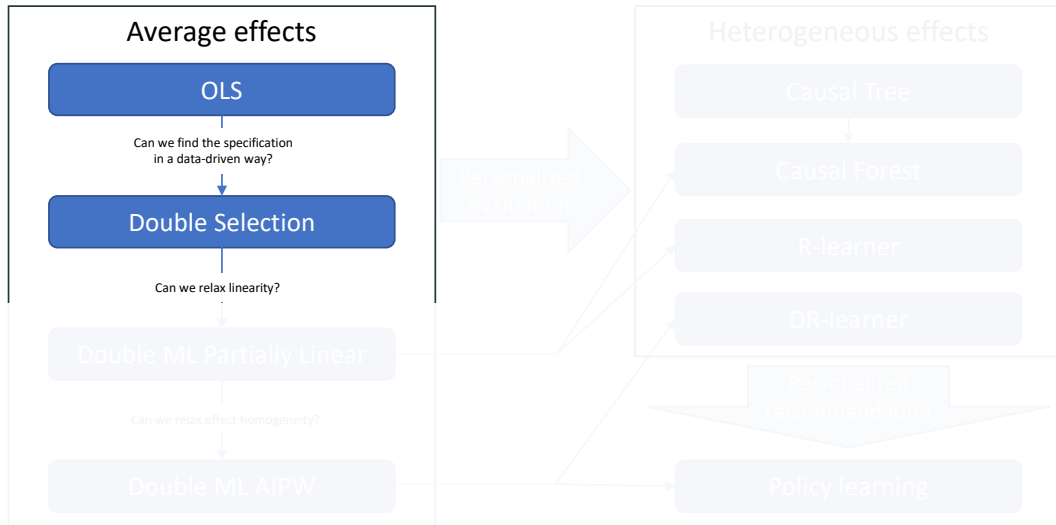 Average effects
OLS
Can we find the specification
in a data-driven way?
Double Selection
Can we relax linearity?
Double ML Partially Linear
Can we relax effect homogeneity?
Double ML AIPW
Personalized
evaluation
Heterogeneous effects
Causal Tree
Causal Forest
R-learner
DR-learner
Personalized
recommendation
Policy learning